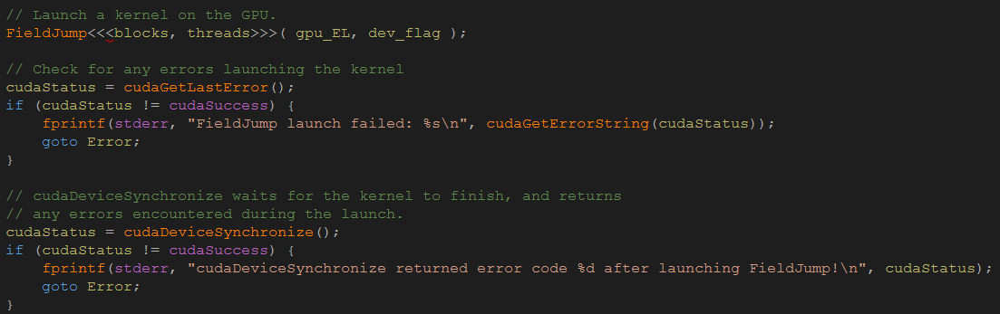 // Launch a kernel on the GPU.
FieldJump<<<blocks, threads>>>( gpu_EL, dev_flag );
// Check for any errors launching the kernel
cudaStatus = cudaGetLastError();
if (cudaStatus != cudaSuccess) {
    fprintf(stderr, "FieldJump launch failed: %s\n", cudaGetErrorString(cudaStatus));
    goto Error;
}
// cudaDeviceSynchronize waits for the kernel to finish, and returns
// any errors encountered during the launch.
cudaStatus = cudaDeviceSynchronize();
if (cudaStatus != cudaSuccess) {
    fprintf(stderr, "cudaDeviceSynchronize returned error code %d after launching FieldJump!\n", cudaStatus);
    goto Error;
}